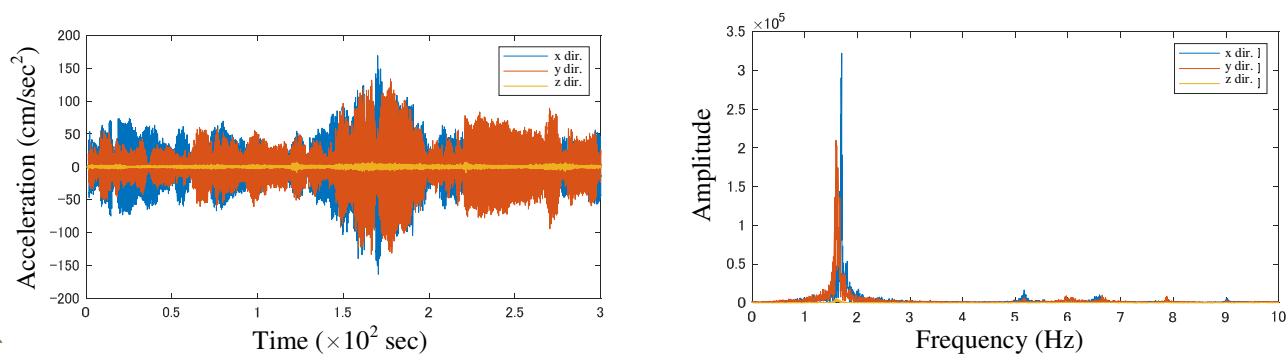 200
150
100
50
0
-50
-100
-150
-200
Acceleration (cm/sec²)
x dir.
y dir.
z dir.
0 0.5 1 1.5 2 2.5 3
Time (×10² sec)
×10⁵
3.5
3
2.5
2
1.5
1
0.5
0
Amplitude
x dir. ]
y dir. ]
z dir. ]
0 1 2 3 4 5 6 7 8 9 10
Frequency (Hz)